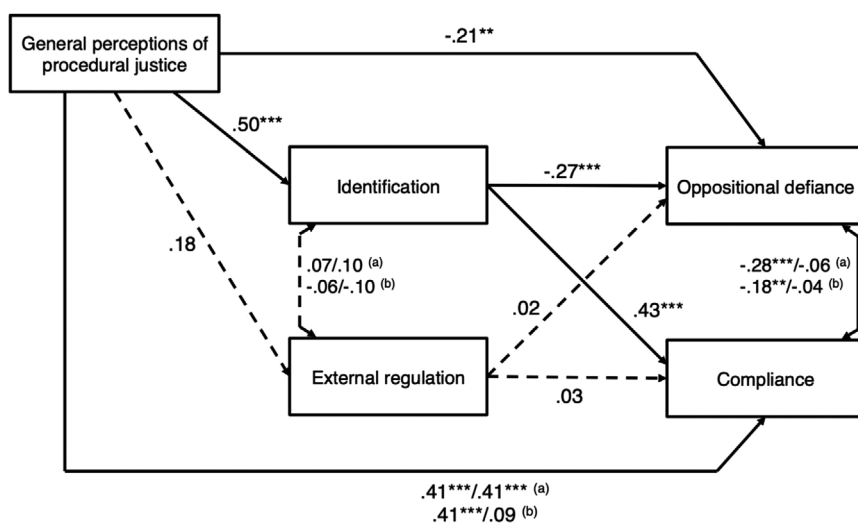 General perceptions of
procedural justice
-.21**
.50***
Identification
-.27***
Oppositional defiance
.18
.07/.10 (a)
-.06/-.10 (b)
-.28***/-.06 (a)
-.18**/-.04 (b)
.02
.43***
External regulation
.03
Compliance
.41***/.41*** (a)
.41***/.09 (b)